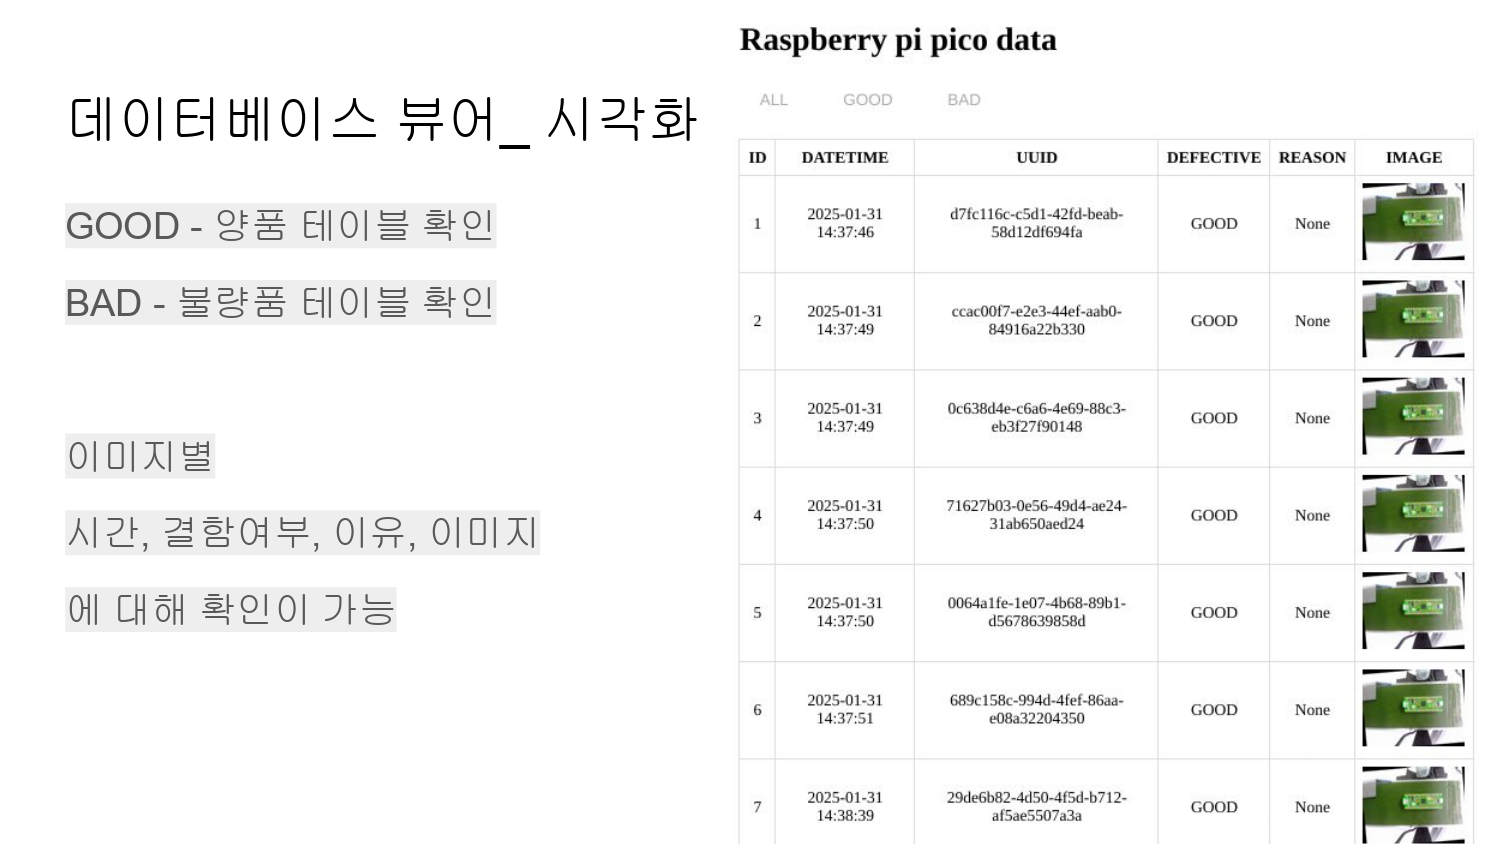 데이터베이스 뷰어_ 시각화
GOOD - 양품 테이블 확인
BAD - 불량품 테이블 확인
이미지별
시간, 결함여부, 이유, 이미지
에 대해 확인이 가능
Raspberry pi pico data
ALL GOOD BAD
ID DATETIME UUID DEFECTIVE REASON IMAGE
1 2025-01-31 14:37:46 d7fc116c-c5d1-42fd-beab-58d12df694fa GOOD None
2 2025-01-31 14:37:49 ccac00f7-e2e3-44ef-aab0-84916a22b330 GOOD None
3 2025-01-31 14:37:49 0c638d4e-c6a6-4e69-88c3-eb3f27f90148 GOOD None
4 2025-01-31 14:37:50 71627b03-0e56-49d4-ae24-31ab650aed24 GOOD None
5 2025-01-31 14:37:50 0064a1fe-1e07-4b68-89b1-d5678639858d GOOD None
6 2025-01-31 14:37:51 689c158c-994d-4fef-86aa-e08a32204350 GOOD None
7 2025-01-31 14:38:39 29de6b82-4d50-4f5d-b712-af5ae5507a3a GOOD None